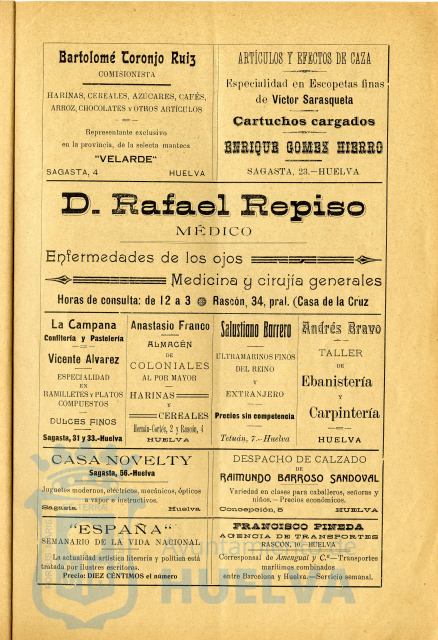 Bartolomé Toronjo Ruiz
COMISIONISTA
HARINAS, CEREALES, AZUCARES, CAFÉS,
ARROZ, CHOCOLATES Y OTROS ARTÍCULOS
Representante exclusivo
en la provincia, de la selecta manteca
"VELARDE"
SAGASTA, 4 HUELVA
ARTÍCULOS Y EFECTOS DE CAZA
Especialidad en Escopetas finas
de Victor Sarasqueta
Cartuchos cargados
ENRIQUE GOMEX HIERRO
SAGASTA, 23.—HUELVA
D. Rafael Repiso
MÉDICO
Enfermedades de los ojos
Medicina y cirujía generales
Horas de consulta: de 12 a 3 Rascón, 34, pral. (Casa de la Cruz
La Campana
Confitería y Pastelería
Vicente Alvarez
ESPECIALIDAD
EN
RAMILLETES Y PLATOS
COMPUESTOS
DULCES FINOS
Sagasta, 31 y 33.-Huelva
Anastasio Franco
ALMACÉN
DE
COLONIALES
AL POR MAYOR
HARINAS
Y
CEREALES
Hernán-Cortés, 2 y Rascón, 4
HUELVA
Salustiano Barrero
ULTRAMARINOS FINOS
DEL REINO
Y
EXTRANJERO
Precios sin competencia
Tetuán, 7.-Huelva
Andrés Bravo
TALLER
DE
Ebanistería
Y
Carpintería
HUELVA
CASA NOVELTY
Sagasta, 56.-Huelva
Juguetes modernos, eléctricos, mecánicos, ópticos
a vapor e instructivos.
Sagasta Huelva
DESPACHO DE CALZADO
DE
RAIMUNDO BARROSO SANDOVAL
Variedad en clases para caballeros, señoras y
niños.—Precios económicos.
Concepción, 5 HUELVA
"ESPAÑA"
SEMANARIO DE LA VIDA NACIONAL
La actualidad artística literaria y política está
tratada por ilustres escritores.
Precio: DIEZ CÉNTIMOS el número
FRANCISCO PINEDA
AGENCIA DE TRANSPORTES
RASCON, 10.-HUELVA
Corresponsal de Amengual y C.ª—Transportes
marítimos combinados
entre Barcelona y Huelva.—Servicio semanal.
Ayuntamiento de
HUELVA